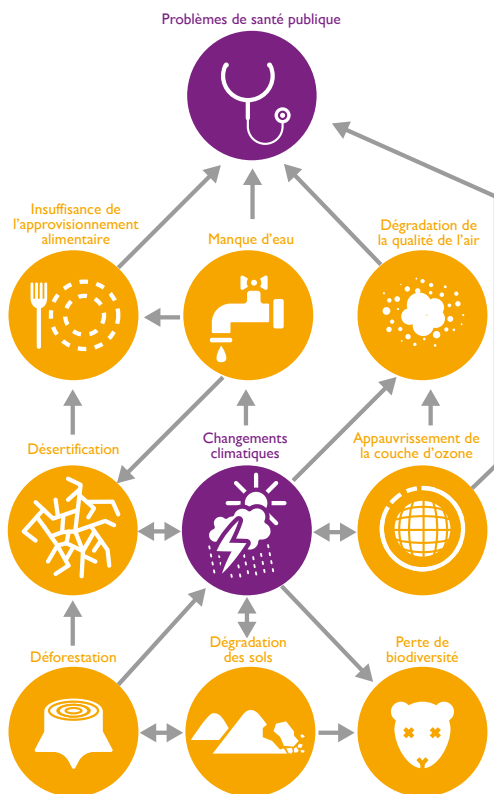 Problèmes de santé publique
Insuffisance de
l'approvisionnement
alimentaire
Manque d'eau
Dégradation de
la qualité de l'air
Désertification
Changements
climatiques
Appauvrissement de
la couche d'ozone
Déforestation
Dégradation
des sols
Perte de
biodiversité